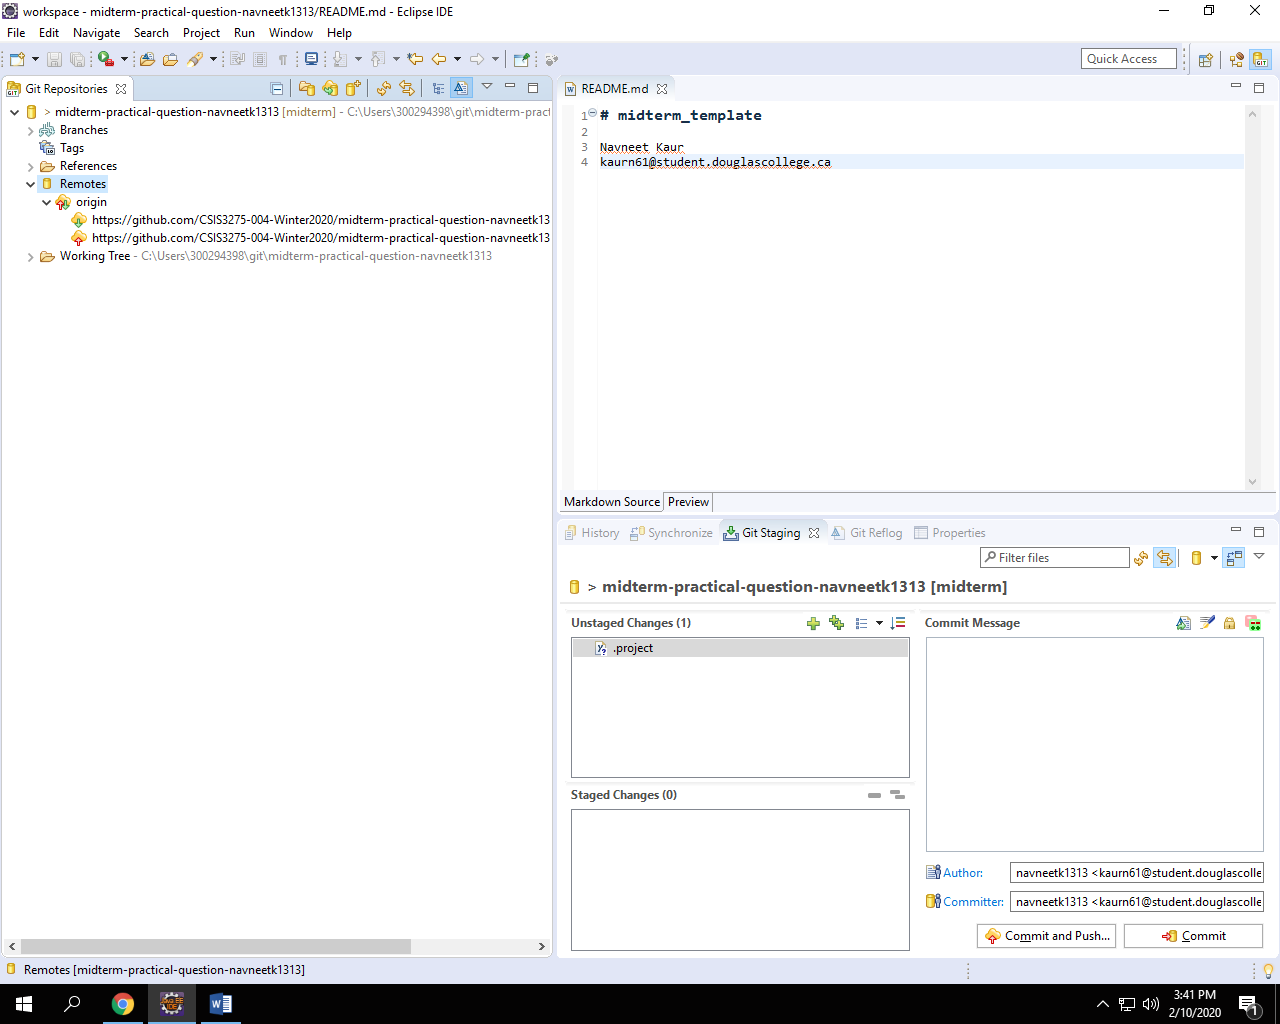 workspace - midterm-practical-question-navneetk1313/README.md - Eclipse IDE
File Edit Navigate Search Project Run Window Help
Quick Access
Git Repositories
> midterm-practical-question-navneetk1313 [midterm] - C:\Users\300294398\git\midterm-pract
Branches
Tags
References
Remotes
origin
https://github.com/CSIS3275-004-Winter2020/midterm-practical-question-navneetk13
https://github.com/CSIS3275-004-Winter2020/midterm-practical-question-navneetk13
Working Tree - C:\Users\300294398\git\midterm-practical-question-navneetk1313
README.md
1 # midterm_template
2
3 Navneet Kaur
4 kaurn61@student.douglascollege.ca
Markdown Source Preview
History Synchronize Git Staging Git Reflog Properties
Filter files
> midterm-practical-question-navneetk1313 [midterm]
Unstaged Changes (1)
.project
Staged Changes (0)
Commit Message
Author: navneetk1313 <kaurn61@student.douglascolle
Committer: navneetk1313 <kaurn61@student.douglascolle
Commit and Push... Commit
Remotes [midterm-practical-question-navneetk1313]
3:41 PM
2/10/2020
1